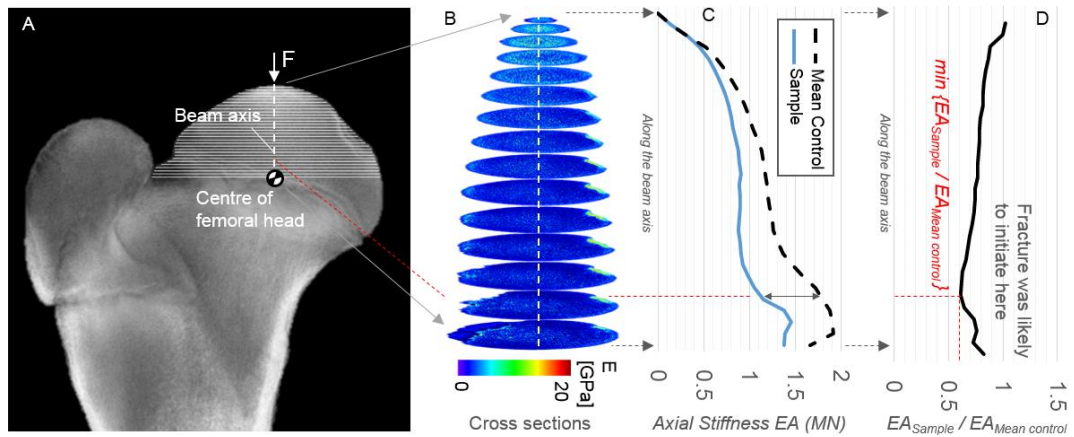 A
F
Beam axis
Centre of
femoral head
B
E
[GPa]
0
20
Cross sections
C
Mean Control
Sample
Along the beam axis
0
0.5
1
1.5
2
Axial Stiffness EA (MN)
D
Along the beam axis
min {EASample / EAMean control}
Fracture was likely
to initiate here
0
0.5
1
1.5
EASample / EAMean control